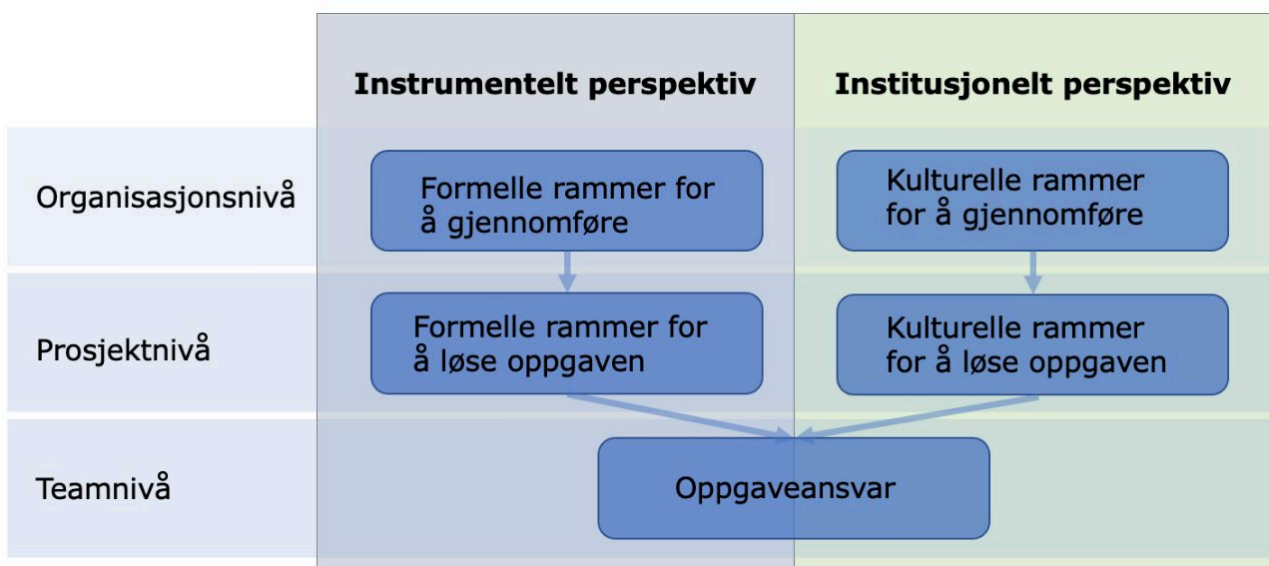 Instrumentelt perspektiv
Institusjonelt perspektiv
Organisasjonsnivå
Formelle rammer for
å gjennomføre
Kulturelle rammer
for å gjennomføre
Prosjektnivå
Formelle rammer for
å løse oppgaven
Kulturelle rammer
for å løse oppgaven
Teamnivå
Oppgaveansvar